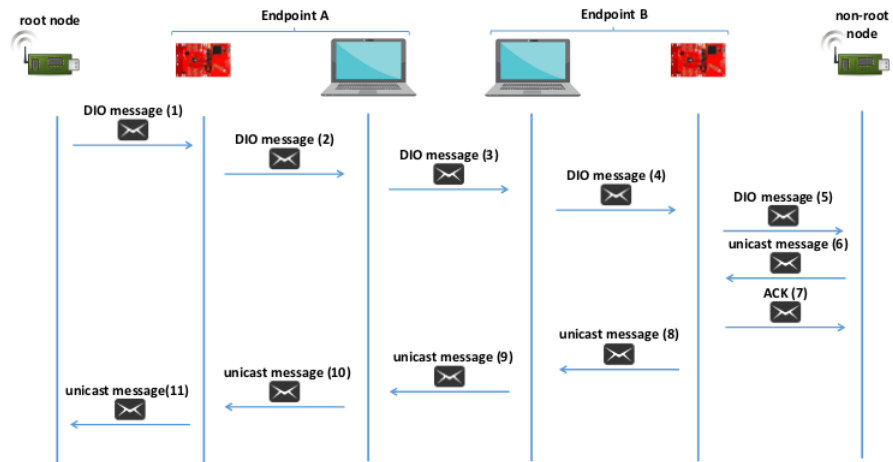 root node
Endpoint A
Endpoint B
non-root
node
DIO message (1)
DIO message (2)
DIO message (3)
DIO message (4)
DIO message (5)
unicast message (6)
ACK (7)
unicast message (8)
unicast message (9)
unicast message (10)
unicast message(11)